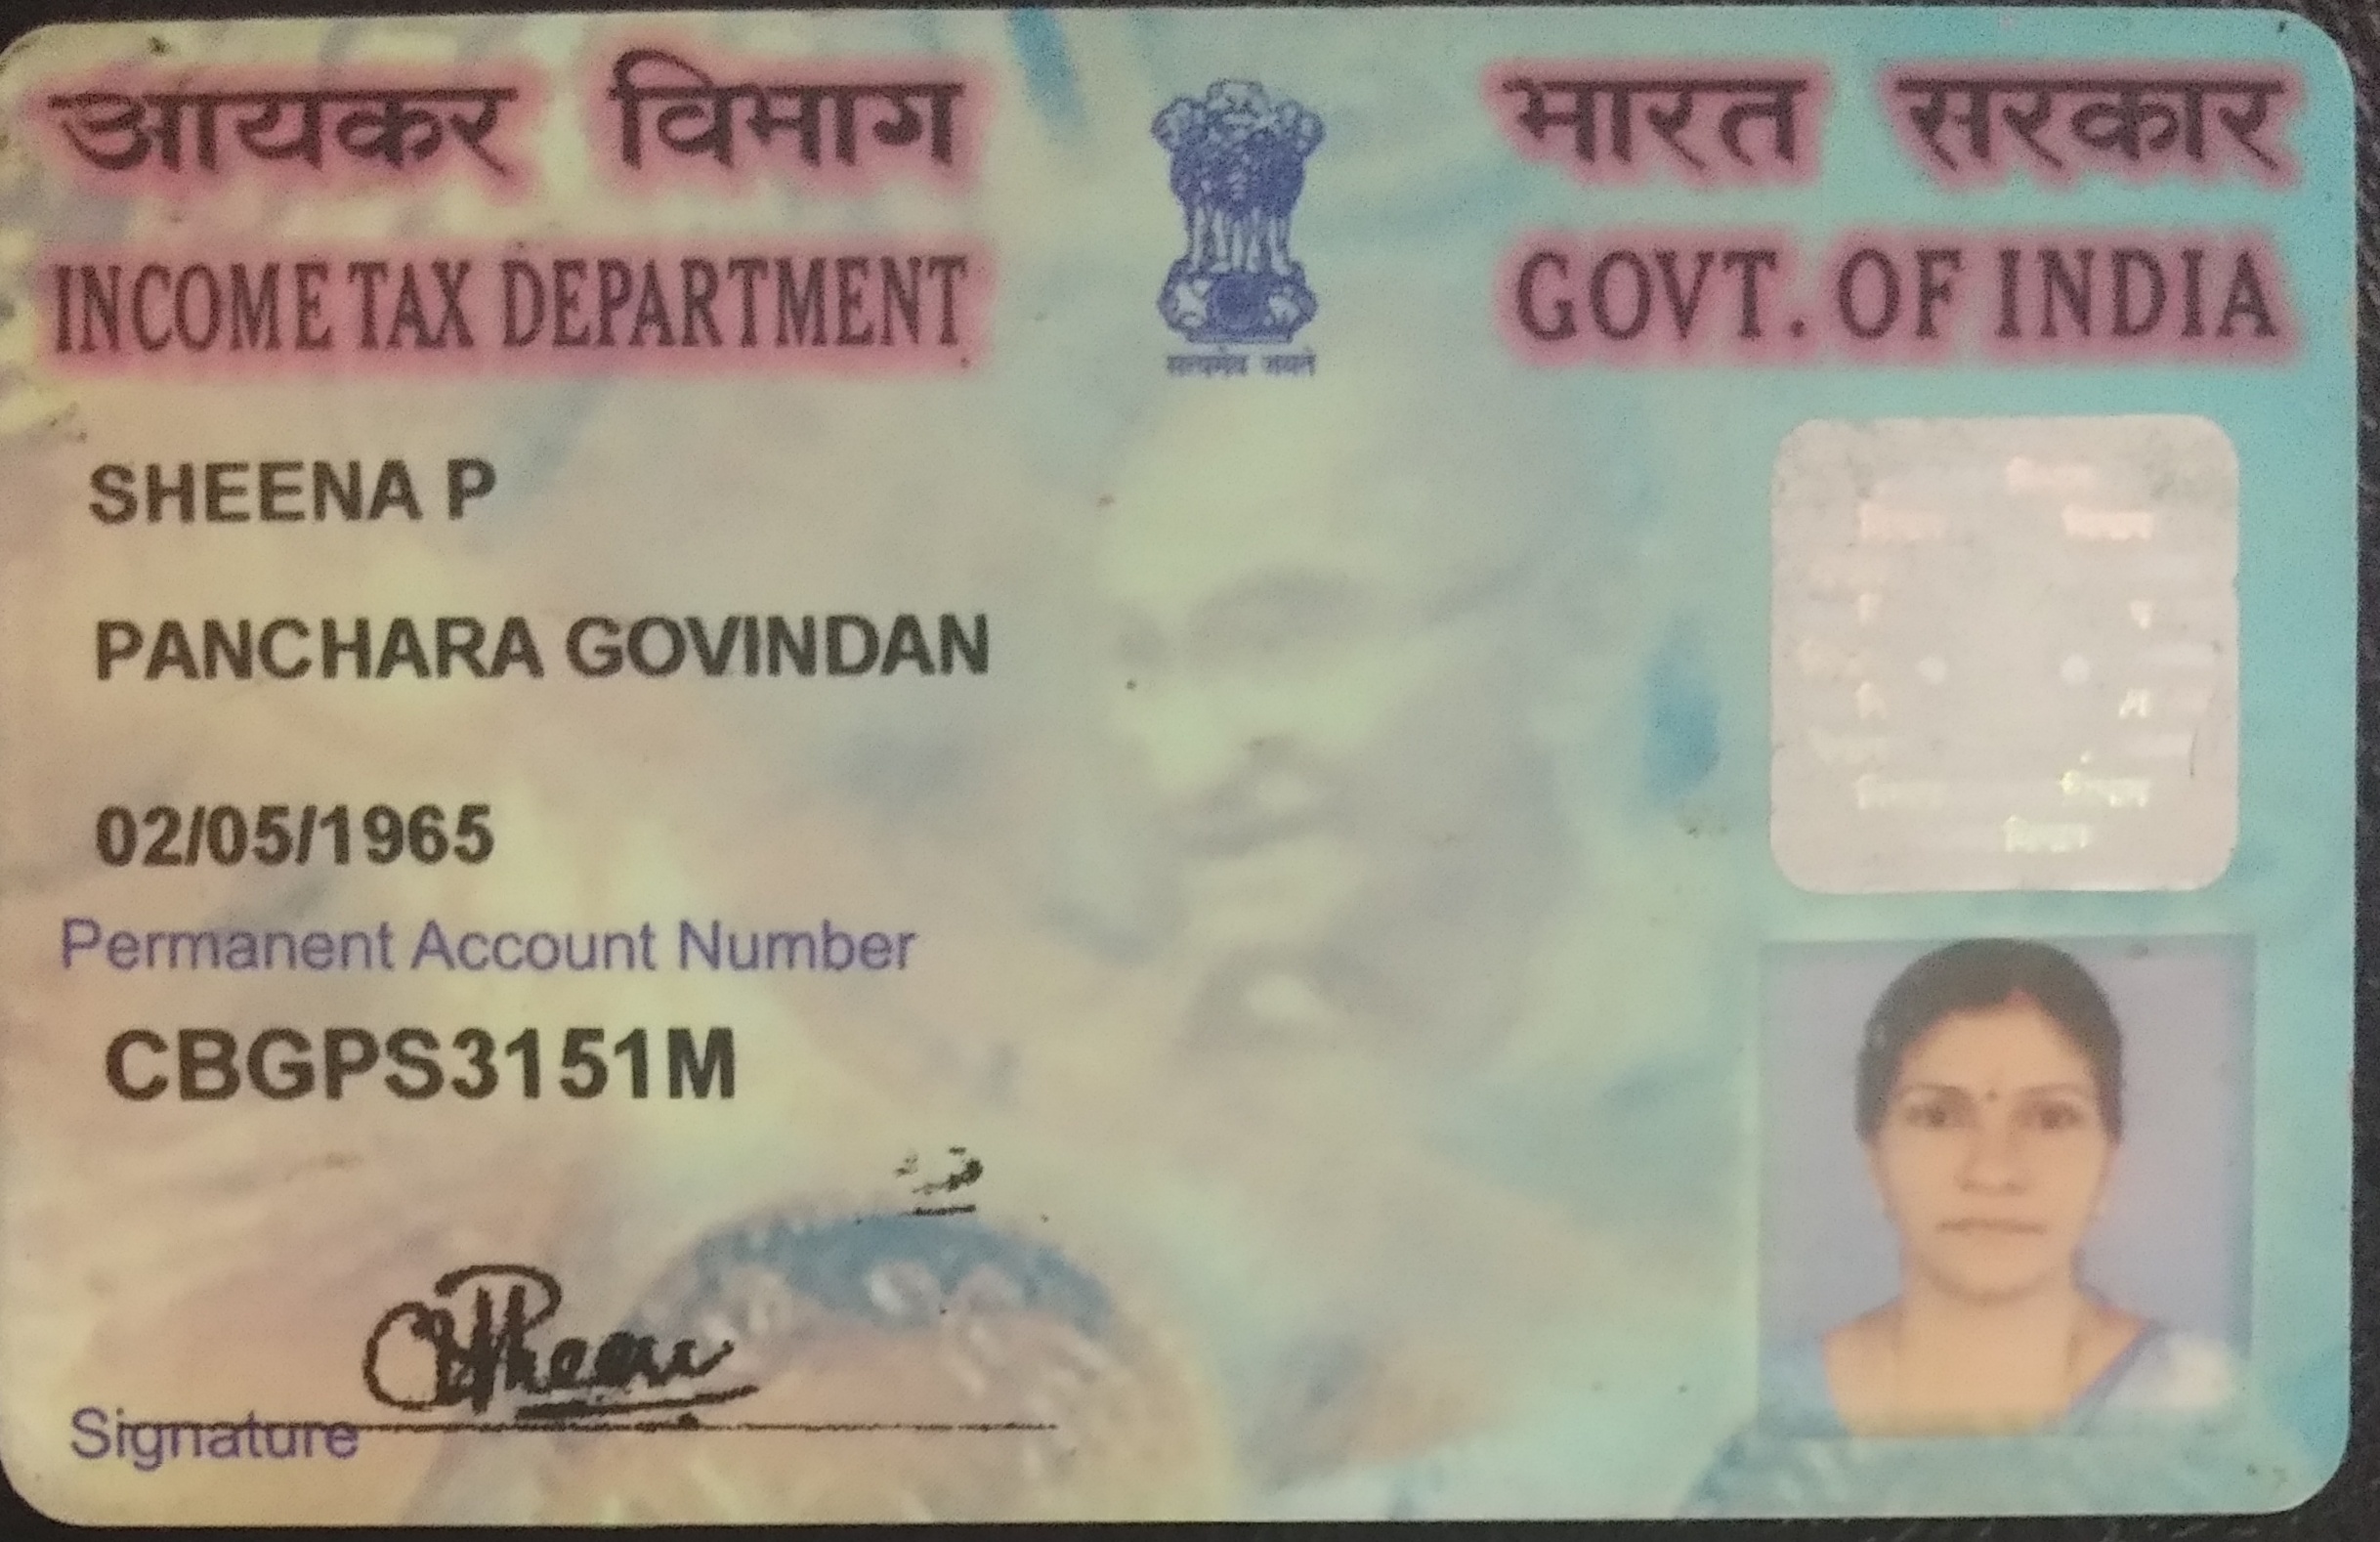 आयकर विभाग
INCOME TAX DEPARTMENT
सत्यमेव जयते
भारत सरकार
GOVT. OF INDIA
SHEENA P
PANCHARA GOVINDAN
02/05/1965
Permanent Account Number
CBGPS3151M
Signature